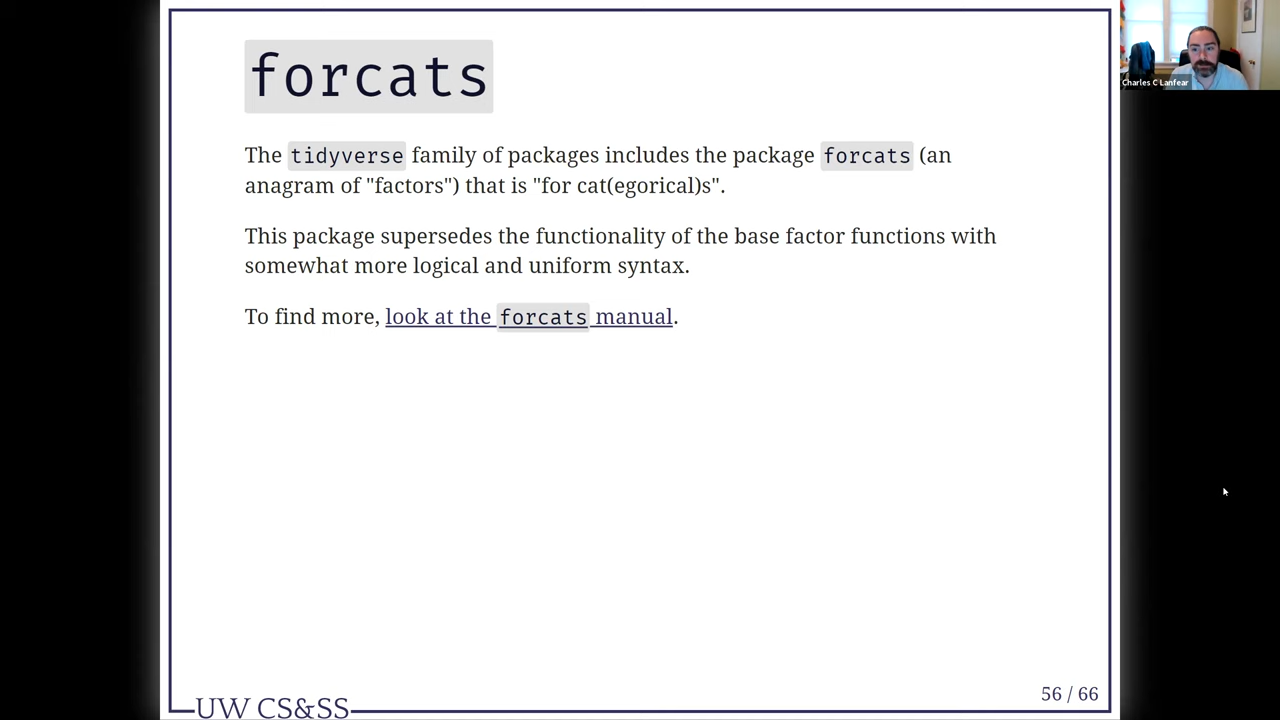 forcats
The tidyverse family of packages includes the package forcats (an
anagram of "factors") that is "for cat(egorical)s".
This package supersedes the functionality of the base factor functions with
somewhat more logical and uniform syntax.
To find more, look at the forcats manual.
Charles C Lanfear
56 / 66
UW CS&SS